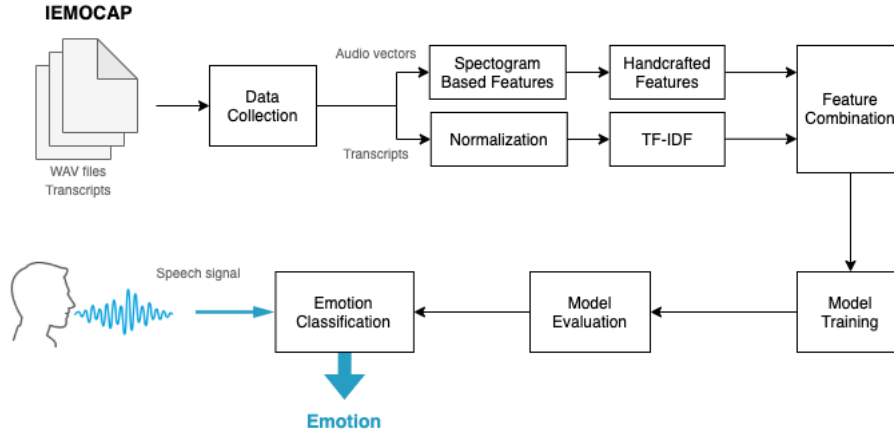 IEMOCAP
WAV files
Transcripts
Data
Collection
Audio vectors
Transcripts
Spectogram
Based Features
Handcrafted
Features
Normalization
TF-IDF
Feature
Combination
Speech signal
Emotion
Classification
Model
Evaluation
Model
Training
Emotion